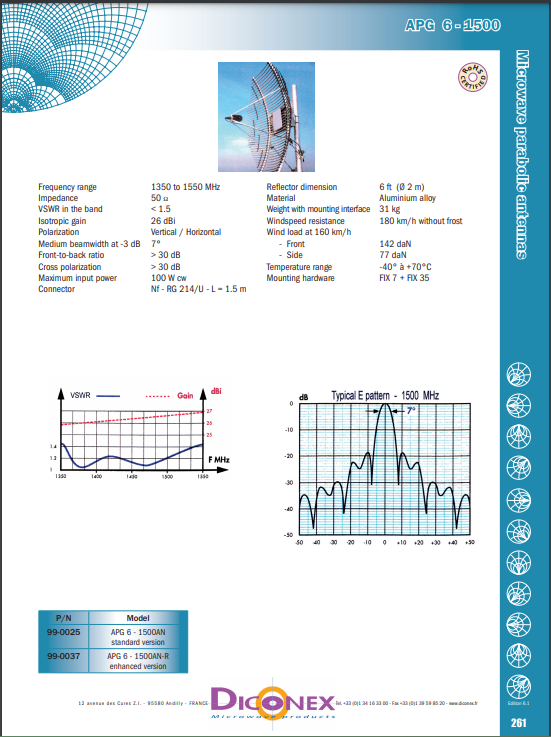 APG 6 - 1500
RoHS
CERTIFIED
Microwave parabolic antennas
Frequency range 1350 to 1550 MHz
Impedance 50 Ω
VSWR in the band < 1.5
Isotropic gain 26 dBi
Polarization Vertical / Horizontal
Medium beamwidth at -3 dB 7°
Front-to-back ratio > 30 dB
Cross polarization > 30 dB
Maximum input power 100 W CW
Connector Nf - RG 214/U - L = 1.5 m
Reflector dimension 6 ft (Ø 2 m)
Material Aluminium alloy
Weight with mounting interface 31 kg
Windspeed resistance 180 km/h without frost
Wind load at 160 km/h
- Front 142 daN
- Side 77 daN
Temperature range -40° à +70°C
Mounting hardware FIX 7 + FIX 35
VSWR Gain dBi
27
26
25
1.4
1.2
1
F MHz
1350 1400 1450 1500 1550
dB Typical E pattern - 1500 MHz
7°
0
-10
-20
-30
-40
-50
-50 -40 -30 -20 -10 0 +10 +20 +30 +40 +50
P/N Model
99-0025 APG 6 - 1500AN
standard version
99-0037 APG 6 - 1500AN-R
enhanced version
12 avenue des Cures Z.I. - 95580 Andilly - FRANCE
DICONEX
Microwave products
Tel. +33 (0)1 34 16 33 00 - Fax +33 (0)1 39 59 85 20 - www.diconex.fr
Edition 6.1
261